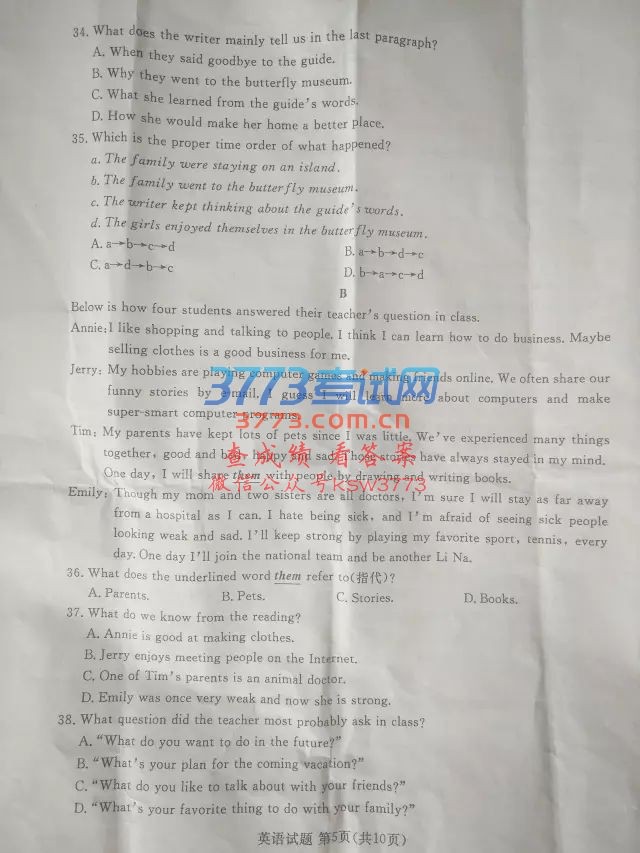 34. What does the writer mainly tell us in the last paragraph?
A. When they said goodbye to the guide.
B. Why they went to the butterfly museum.
C. What she learned from the guide's words.
D. How she would make her home a better place.
35. Which is the proper time order of what happened?
a. The family were staying on an island.
b. The family went to the butterfly museum.
c. The writer kept thinking about the guide's words.
d. The girls enjoyed themselves in the butterfly museum.
A. a→b→c→d
B. a→b→d→c
C. a→d→b→c
D. b→a→c→d
B
Below is how four students answered their teacher's question in class.
Annie: I like shopping and talking to people. I think I can learn how to do business. Maybe
selling clothes is a good business for me.
Jerry: My hobbies are playing computer games and making friends online. We often share our
funny stories by e-mail. I guess I will learn more about computers and make
super-smart computer programs.
3773考试网
3773.com.cn
Tim: My parents have kept lots of pets since I was little. We've experienced many things
together, good and bad, happy and sad. Those stories have always stayed in my mind.
One day, I will share them with people by drawing and writing books.
查成绩看答案
微信公众号ksw3773
Emily: Though my mom and two sisters are all doctors, I'm sure I will stay as far away
from a hospital as I can. I hate being sick, and I'm afraid of seeing sick people
looking weak and sad. I'll keep strong by playing my favorite sport, tennis, every
day. One day I'll join the national team and be another Li Na.
36. What does the underlined word them refer to(指代)?
A. Parents.
B. Pets.
C. Stories.
D. Books.
37. What do we know from the reading?
A. Annie is good at making clothes.
B. Jerry enjoys meeting people on the Internet.
C. One of Tim's parents is an animal doctor.
D. Emily was once very weak and now she is strong.
38. What question did the teacher most probably ask in class?
A. "What do you want to do in the future?"
B. "What's your plan for the coming vacation?"
C. "What do you like to talk about with your friends?"
D. "What's your favorite thing to do with your family?"
英语试题 第5页(共10页)